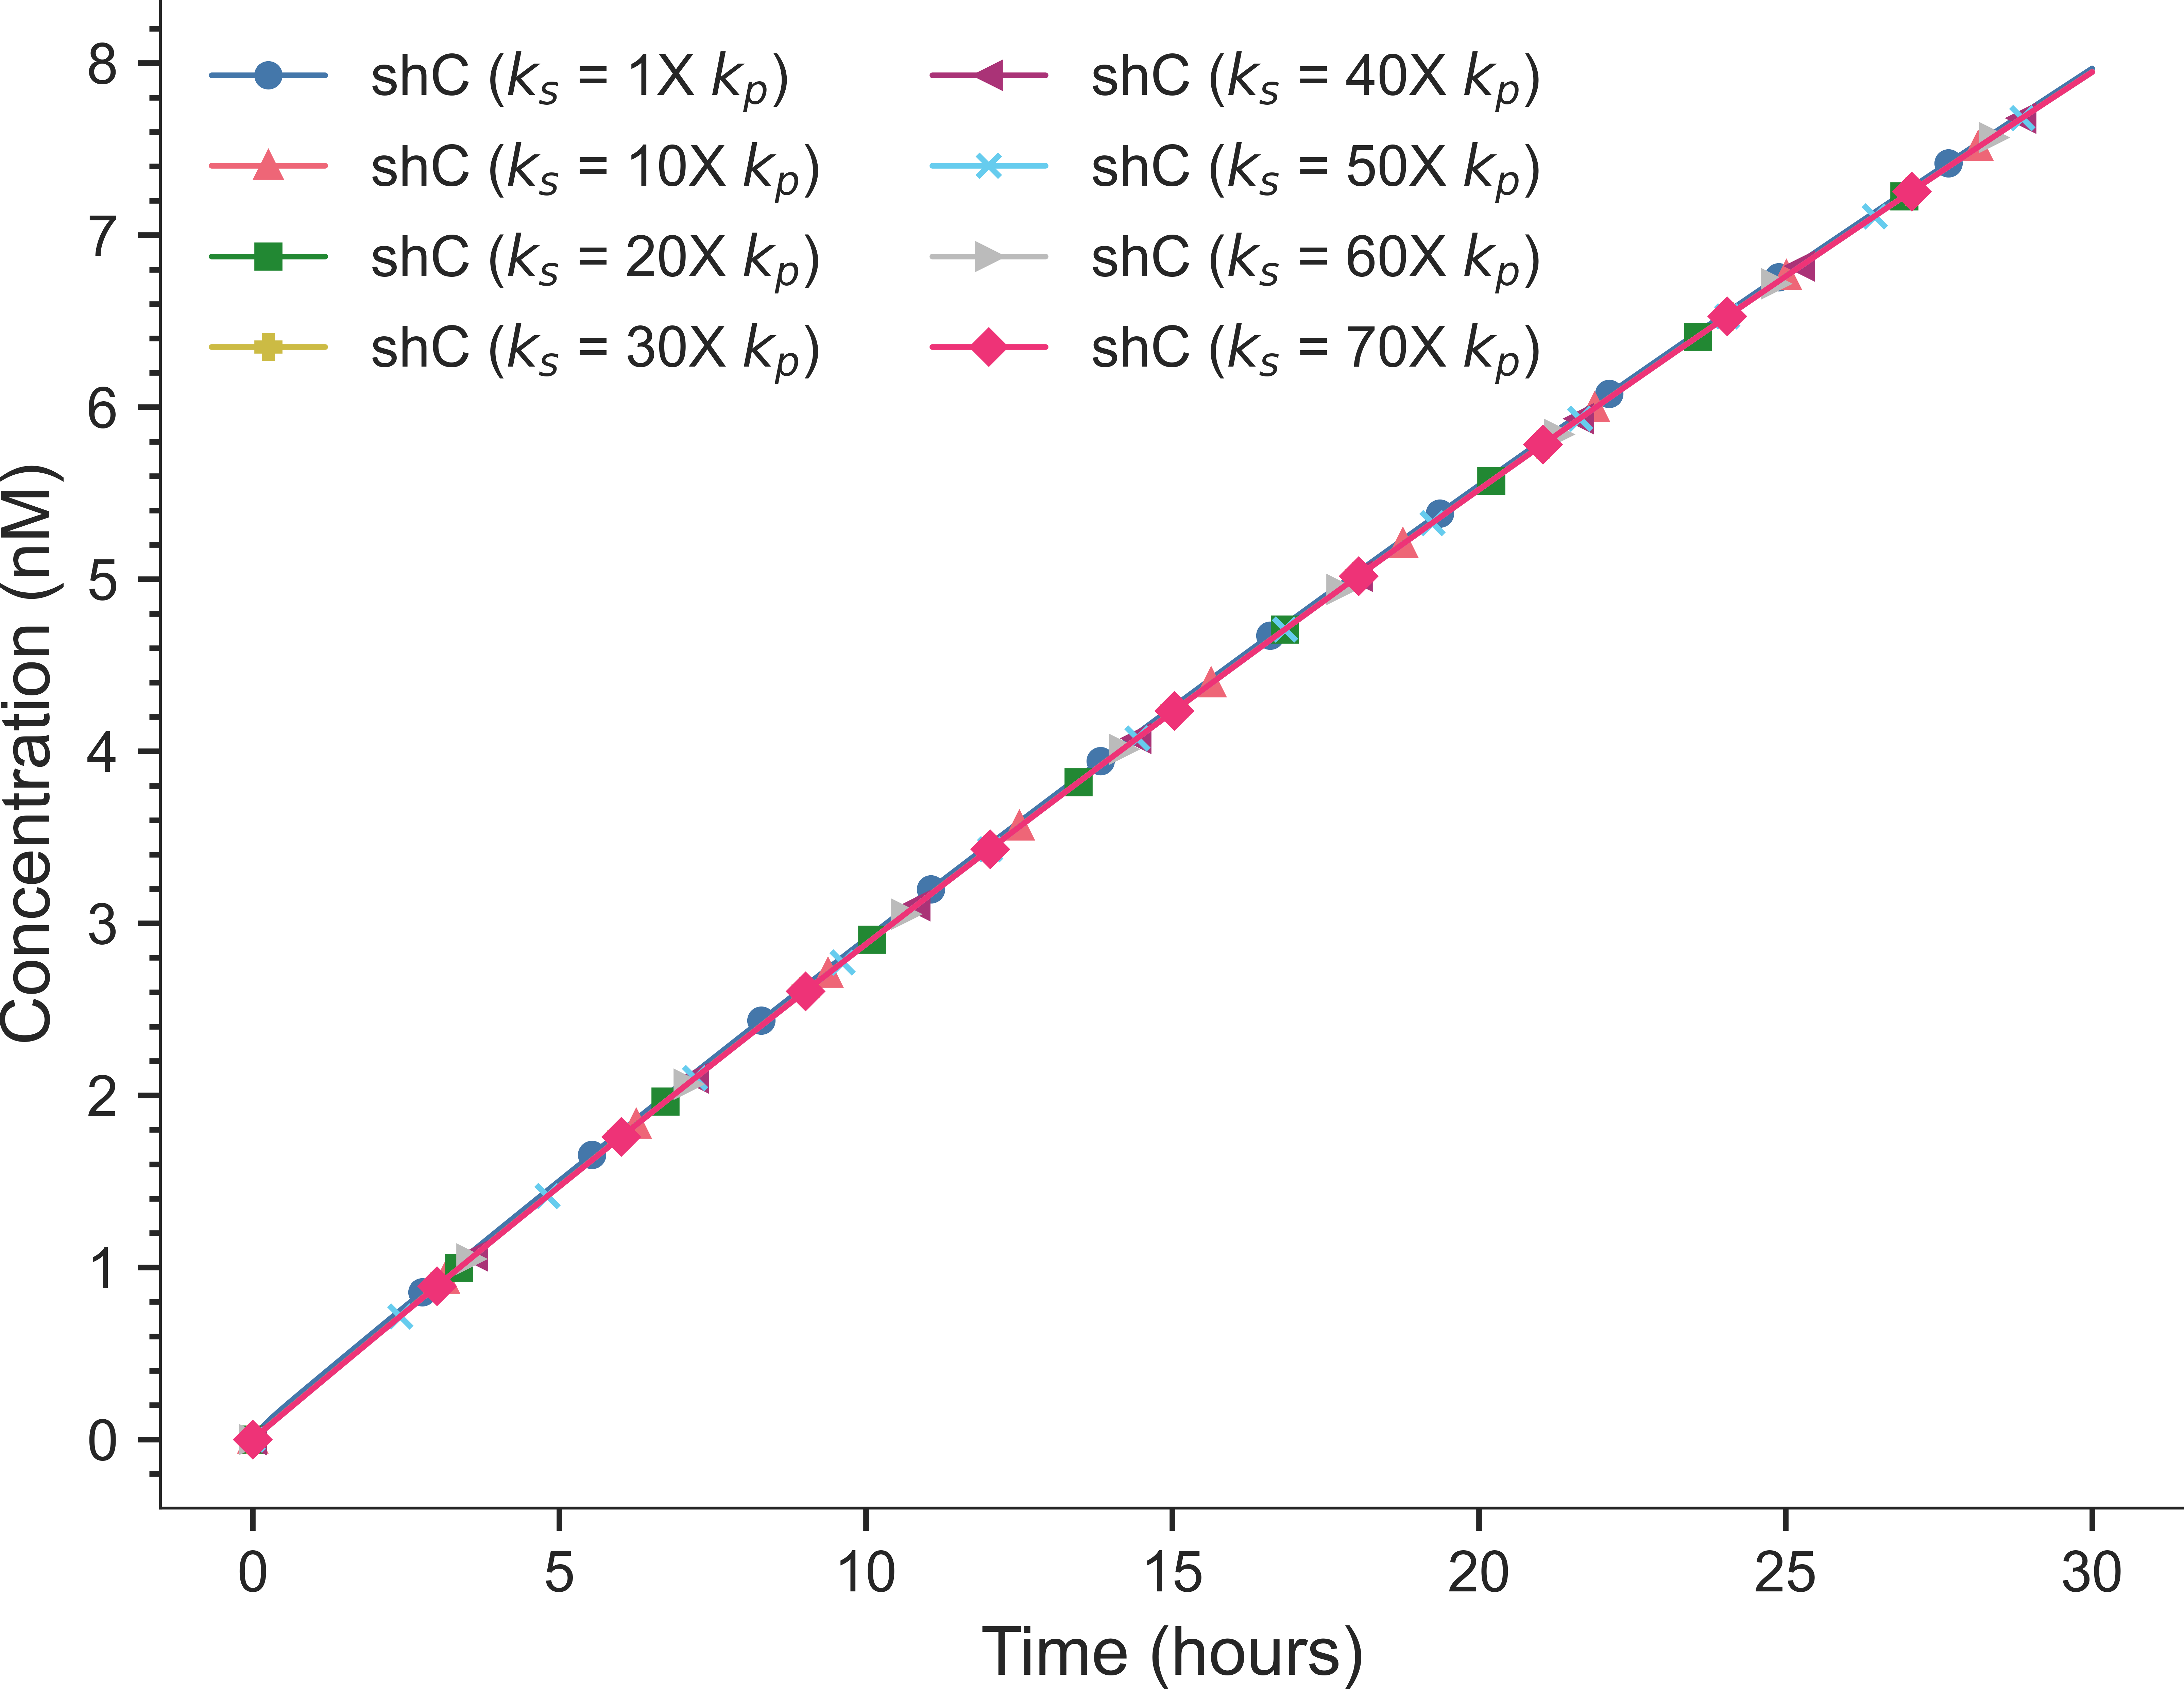 8
7
6
5
4
3
2
1
0
Concentration (nM)
shC (ks = 1X kp)
shC (ks = 10X kp)
shC (ks = 20X kp)
shC (ks = 30X kp)
shC (ks = 40X kp)
shC (ks = 50X kp)
shC (ks = 60X kp)
shC (ks = 70X kp)
0 5 10 15 20 25 30
Time (hours)